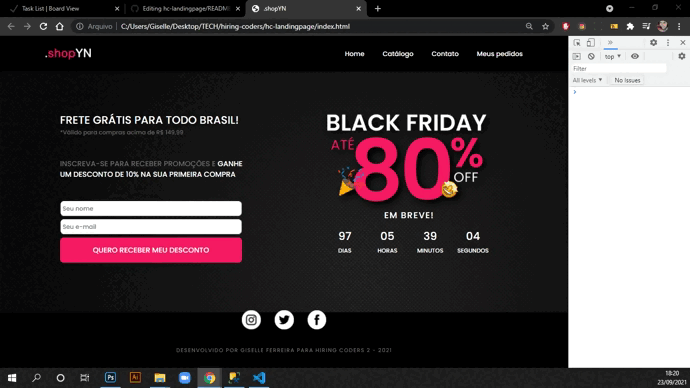 Task List | Board View
Editing hc-landingpage/README
.shopYN
Arquivo
C:/Users/Giselle/Desktop/TECH/hiring-coders/hc-landingpage/index.html
.shopYN
Home
Catálogo
Contato
Meus pedidos
FRETE GRÁTIS PARA TODO BRASIL!
*Válido para compras acima de R$ 149,99
INSCREVA-SE PARA RECEBER PROMOÇÕES E GANHE
UM DESCONTO DE 10% NA SUA PRIMEIRA COMPRA
Seu nome
Seu e-mail
QUERO RECEBER MEU DESCONTO
BLACK FRIDAY
ATÉ
80%
OFF
EM BREVE!
97 05 39 04
DIAS HORAS MINUTOS SEGUNDOS
DESENVOLVIDO POR GISELLE FERREIRA PARA HIRING CODERS 2 - 2021
top
Filter
All levels
No Issues
Ps
Ai
18:20
23/09/2021